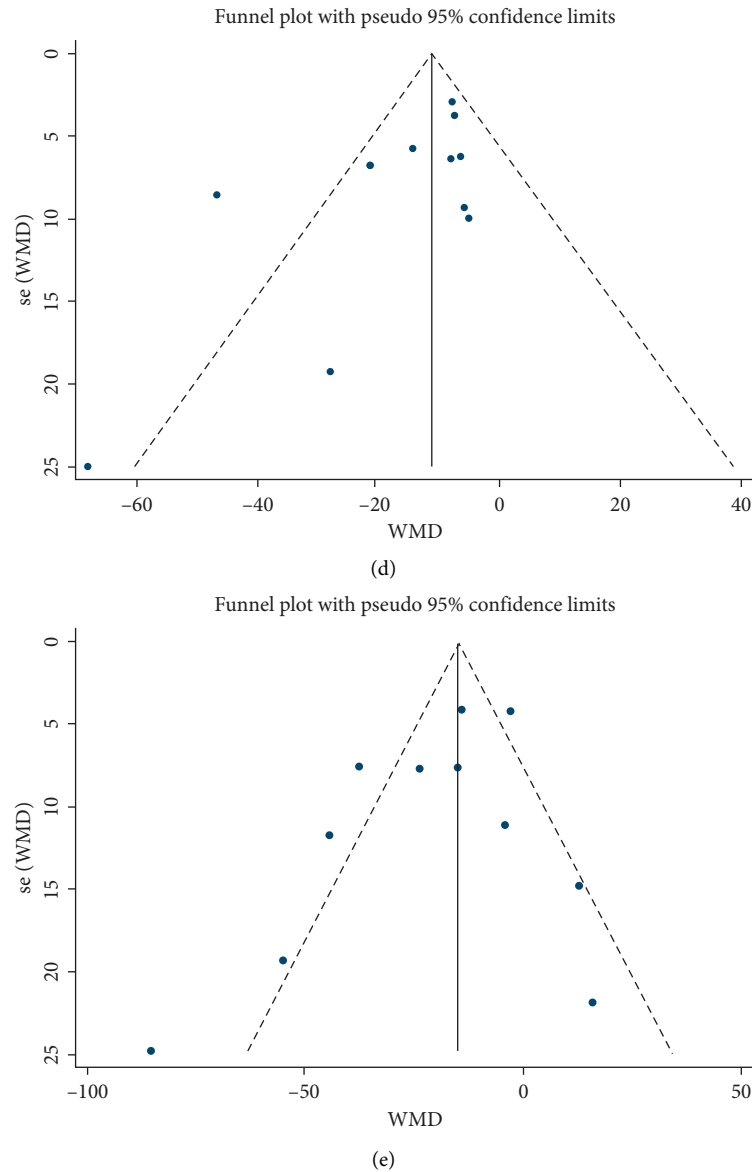 Funnel plot with pseudo 95% confidence limits
0
5
10
15
20
25
se (WMD)
–60 –40 –20 0 20 40
WMD
(d)
Funnel plot with pseudo 95% confidence limits
0
5
10
15
20
25
se (WMD)
–100 –50 0 50
WMD
(e)